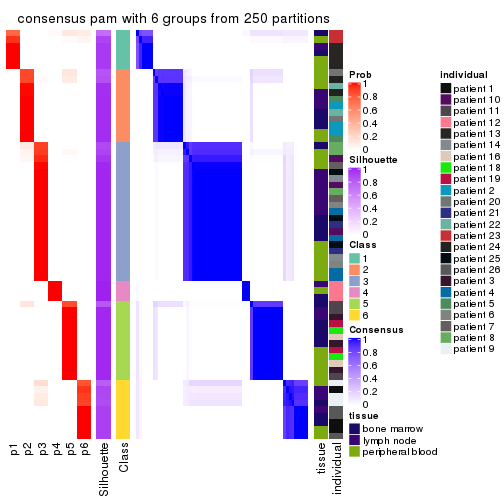 consensus pam with 6 groups from 250 partitions
p1
p2
p3
p4
p5
p6
Silhouette
Class
tissue
individual
Prob
1
0.8
0.6
0.4
0.2
0
Silhouette
1
0.8
0.6
0.4
0.2
0
Class
1
2
3
4
5
6
Consensus
1
0.8
0.6
0.4
0.2
0
tissue
bone marrow
lymph node
peripheral blood
individual
patient 1
patient 10
patient 11
patient 12
patient 13
patient 14
patient 16
patient 18
patient 19
patient 2
patient 20
patient 21
patient 22
patient 23
patient 24
patient 25
patient 26
patient 3
patient 4
patient 5
patient 6
patient 7
patient 8
patient 9